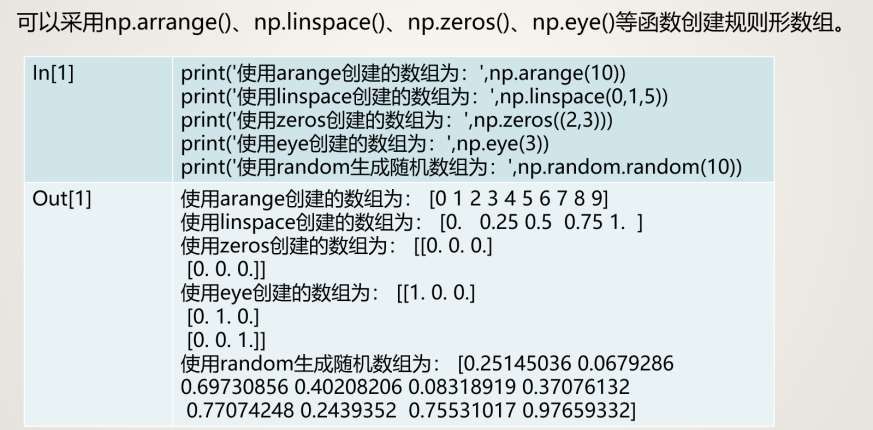 可以采用np.arrange()、np.linspace()、np.zeros()、np.eye()等函数创建规则形数组。
In[1]
print('使用arange创建的数组为：',np.arange(10))
print('使用linspace创建的数组为：',np.linspace(0,1,5))
print('使用zeros创建的数组为：',np.zeros((2,3)))
print('使用eye创建的数组为：',np.eye(3))
print('使用random生成随机数组为：',np.random.random(10))
Out[1]
使用arange创建的数组为： [0 1 2 3 4 5 6 7 8 9]
使用linspace创建的数组为： [0.   0.25 0.5  0.75 1.  ]
使用zeros创建的数组为： [[0. 0. 0.]
 [0. 0. 0.]]
使用eye创建的数组为： [[1. 0. 0.]
 [0. 1. 0.]
 [0. 0. 1.]]
使用random生成随机数组为： [0.25145036 0.0679286
0.69730856 0.40208206 0.08318919 0.37076132
 0.77074248 0.2439352  0.75531017 0.97659332]